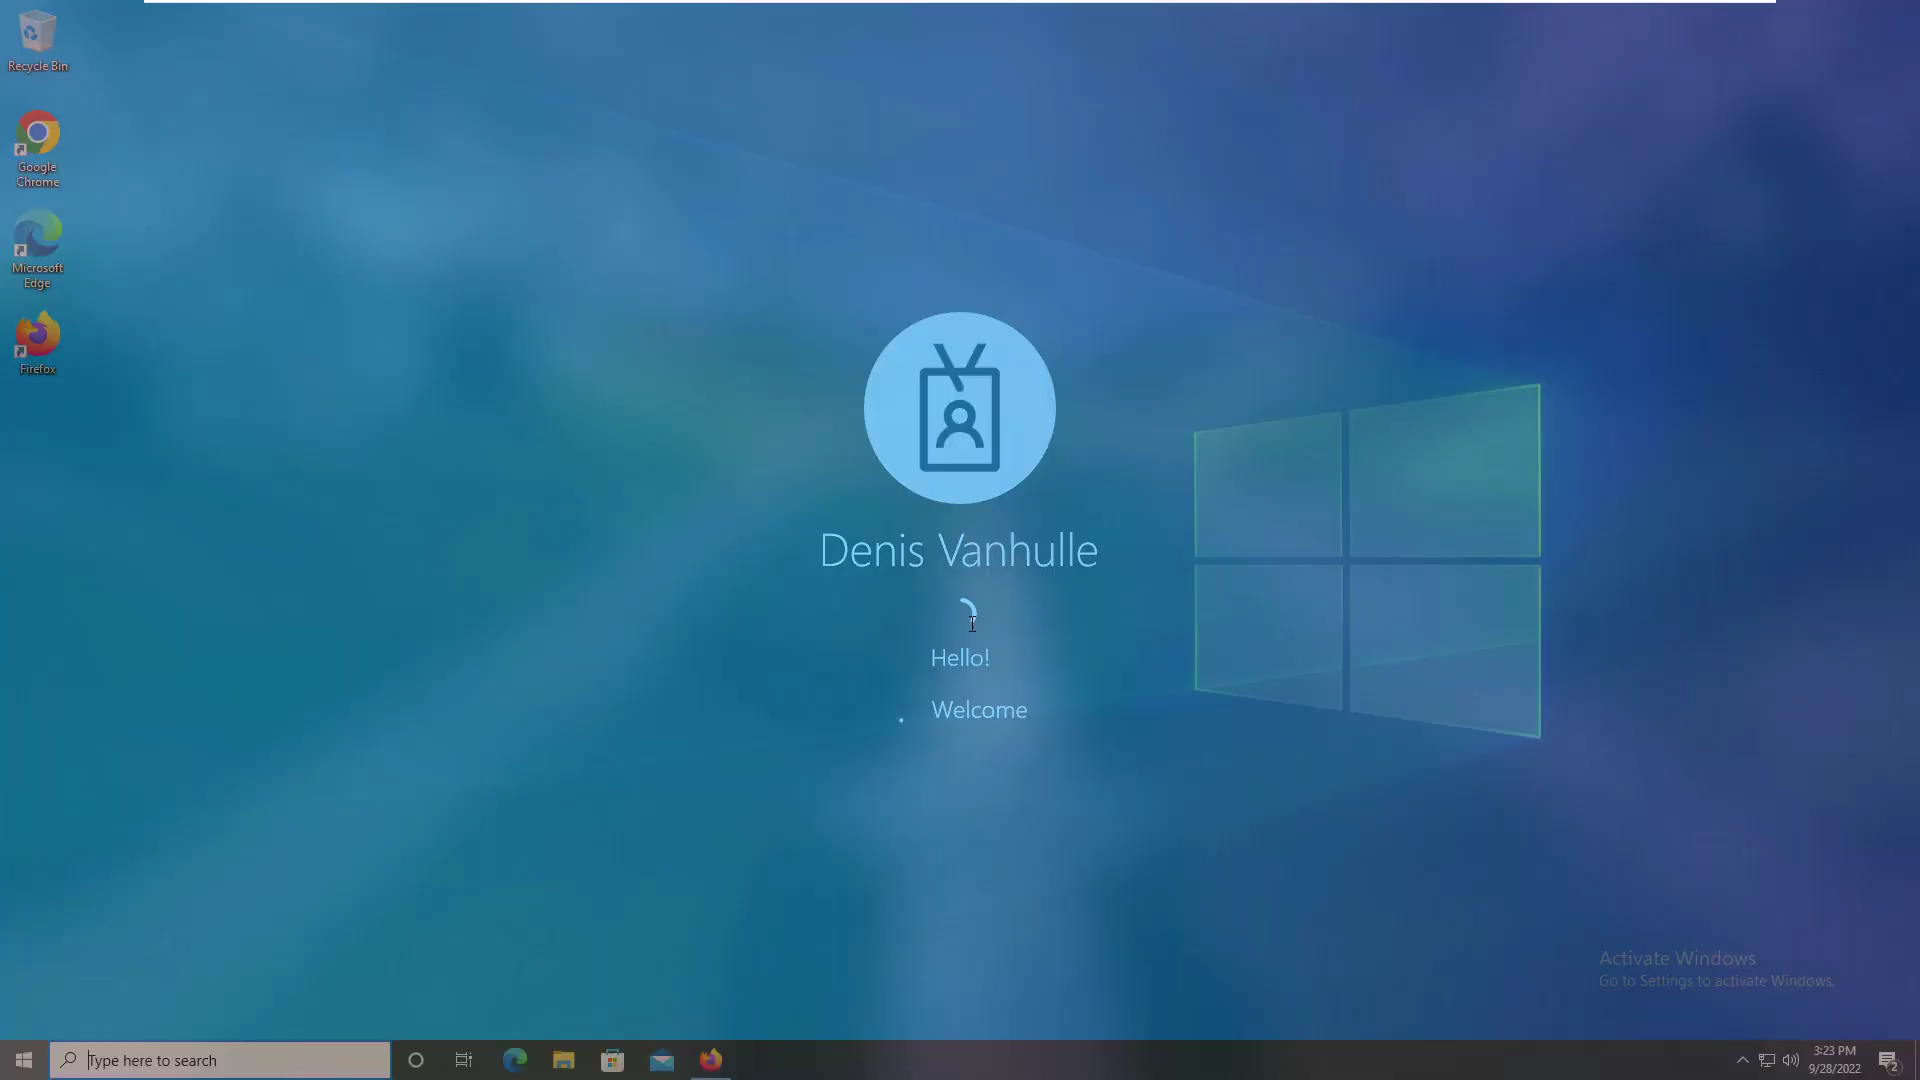 Recycle Bin
Google
Chrome
Microsoft
Edge
Firefox
Denis Vanhulle
Hello!
Welcome
Activate Windows
Go to Settings to activate Windows.
Type here to search
3:23 PM
9/28/2022
2